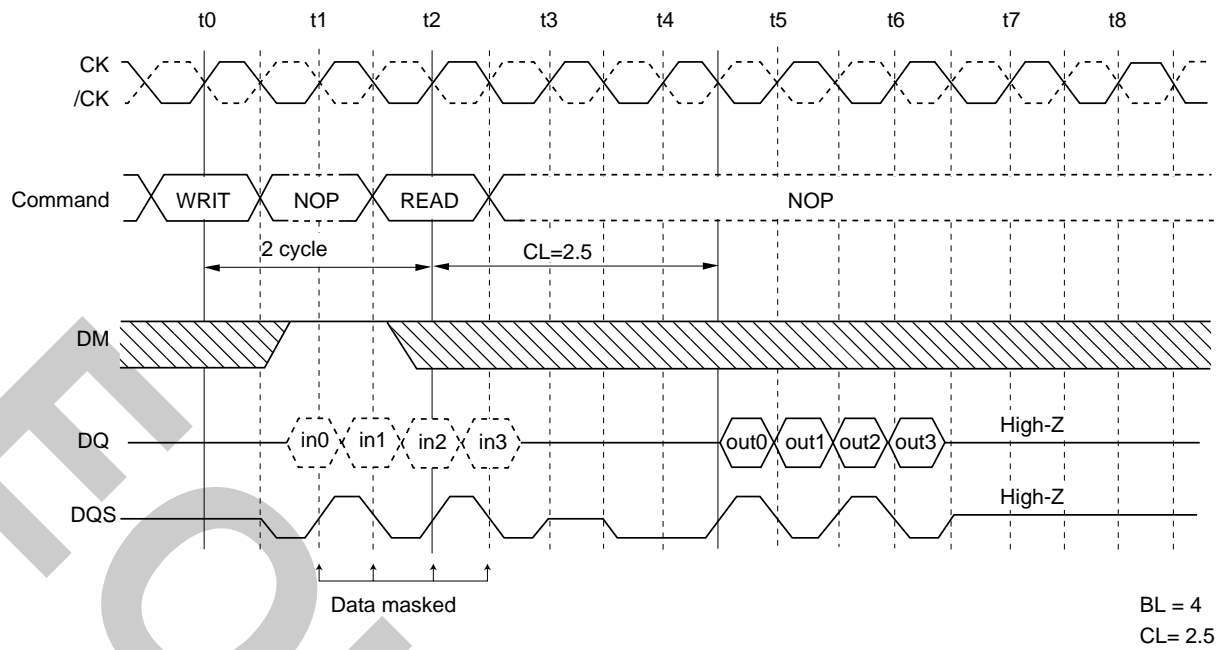 t0 t1 t2 t3 t4 t5 t6 t7 t8
CK
/CK
Command WRIT NOP READ NOP
2 cycle CL=2.5
DM
DQ in0 in1 in2 in3 out0 out1 out2 out3 High-Z
DQS High-Z
Data masked
BL = 4
CL= 2.5